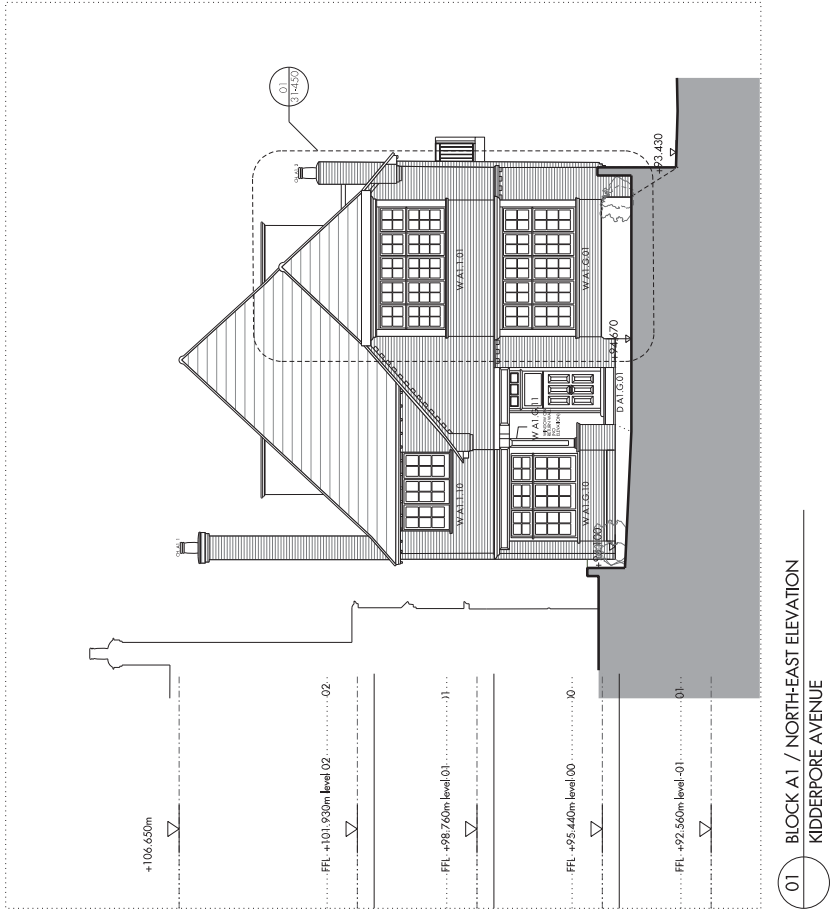 01
31-450
+106.650m
FFL +101.930m level 02
02
FFL +98.760m level 01
FFL +95.440m level 00
FFL +92.560m level -01
01
W A1.1.10
W A1.1.01
W A1.G.10
W A1.G.11
W A1.G.01
D A1.G.01
+94.670
+93.430
01
BLOCK A1 / NORTH-EAST ELEVATION
KIDDERPORE AVENUE